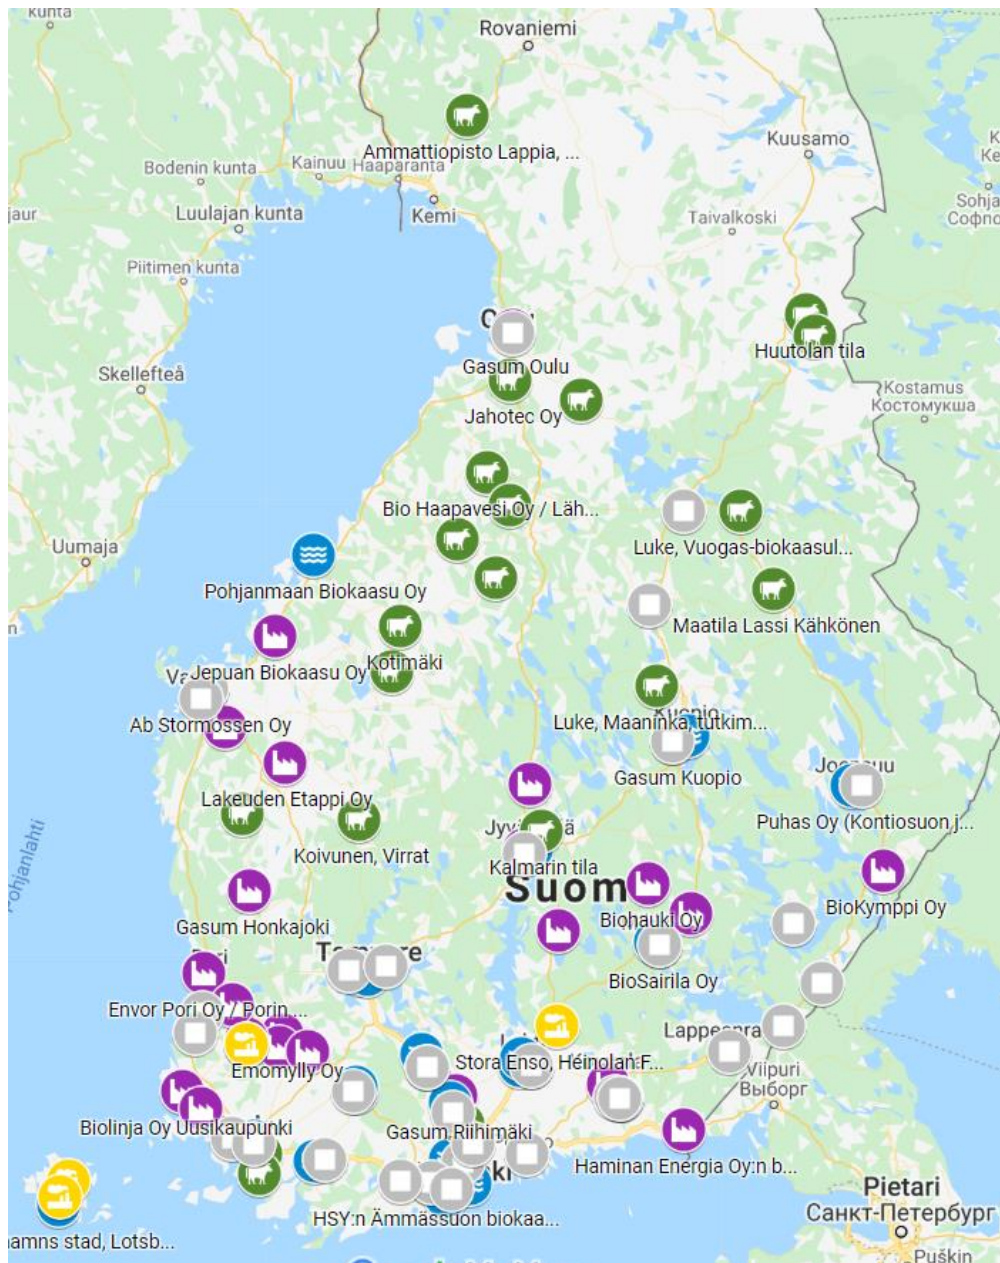 kunta
Rovaniemi
Ammattiopisto Lappia, ...
Kuusamo
Bodenin kunta
Kainuu
Haaparanta
Kemi
jaur
Luulajan kunta
Taivalkoski
Sohja
Софпо
Piitimen kunta
Gasum Oulu
Huutolan tila
Skellefteå
Jahotec Oy
Kostamus
Костомукша
Bio Haapavesi Oy / Läh...
Luke, Vuogas-biokaasul...
Uumaja
Pohjanmaan Biokaasu Oy
Maatila Lassi Kähkönen
Jepuan Biokaasu Oy
Kotimäki
Ab Stormossen Oy
Luke, Maaninka, tutkim...
Gasum Kuopio
Lakeuden Etappi Oy
Puhas Oy (Kontiosuon j...
Koivunen, Virrat
Kalmarin tila
Suom
Pohjanlahti
Gasum Honkajoki
Biohauki Oy
BioKymppi Oy
BioSairila Oy
Envor Pori Oy / Porin ...
Lappeenra
Stora Enso, Heinolan F...
Emomylly Oy
Viipuri
Выборг
Biolinja Oy Uusikaupunki
Gasum Riihimäki
Haminan Energia Oy:n b...
ki
Pietari
Санкт-Петербург
HSY:n Ämmässuon biokaa...
namns stad, Lotsb...
Puškin